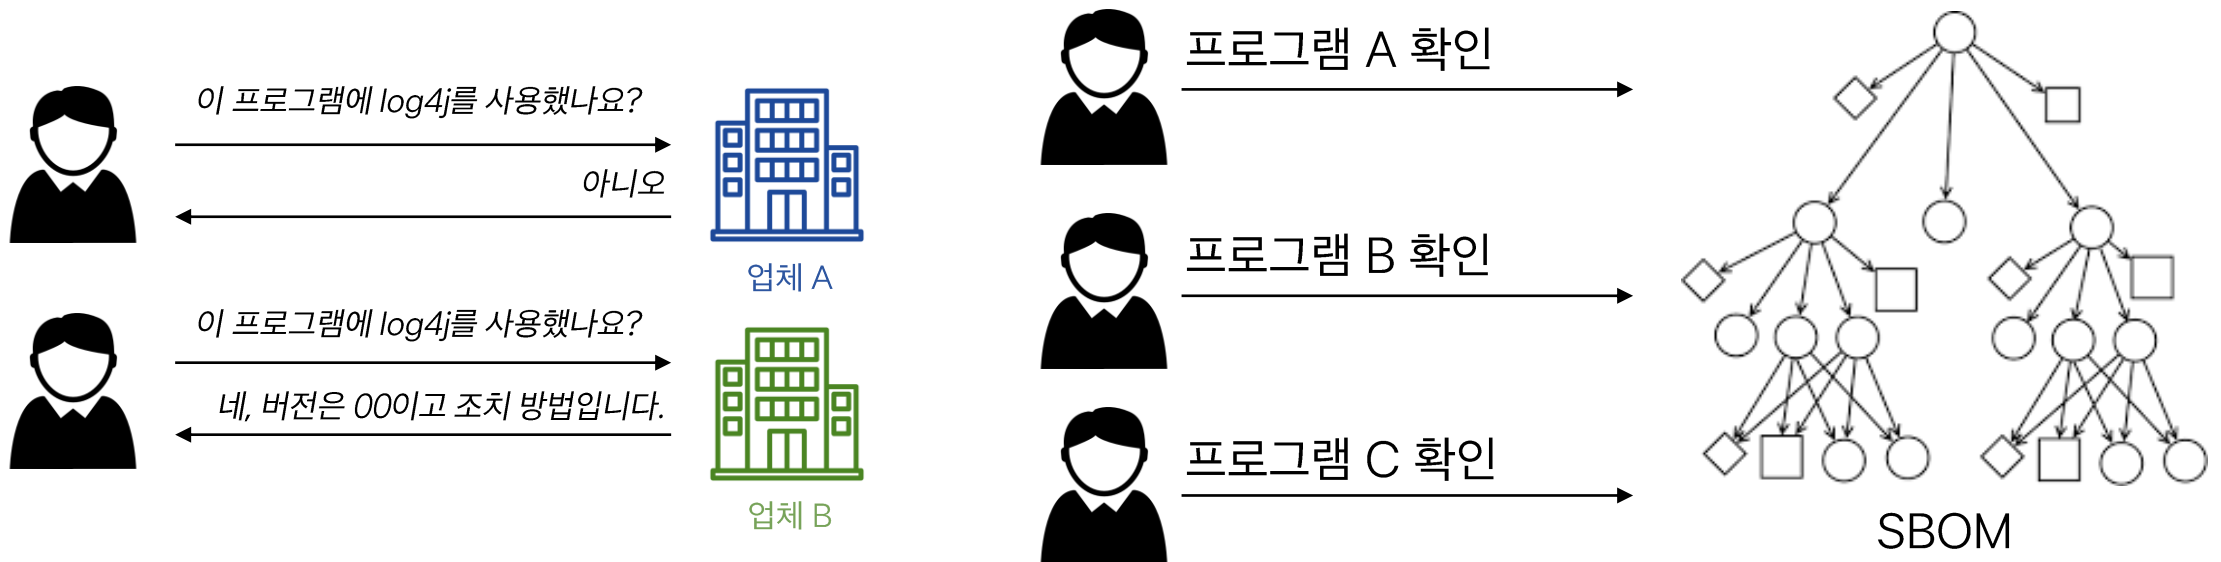 이 프로그램에 log4j를 사용했나요?
아니오
업체 A
이 프로그램에 log4j를 사용했나요?
네, 버전은 00이고 조치 방법입니다.
업체 B
프로그램 A 확인
프로그램 B 확인
프로그램 C 확인
SBOM